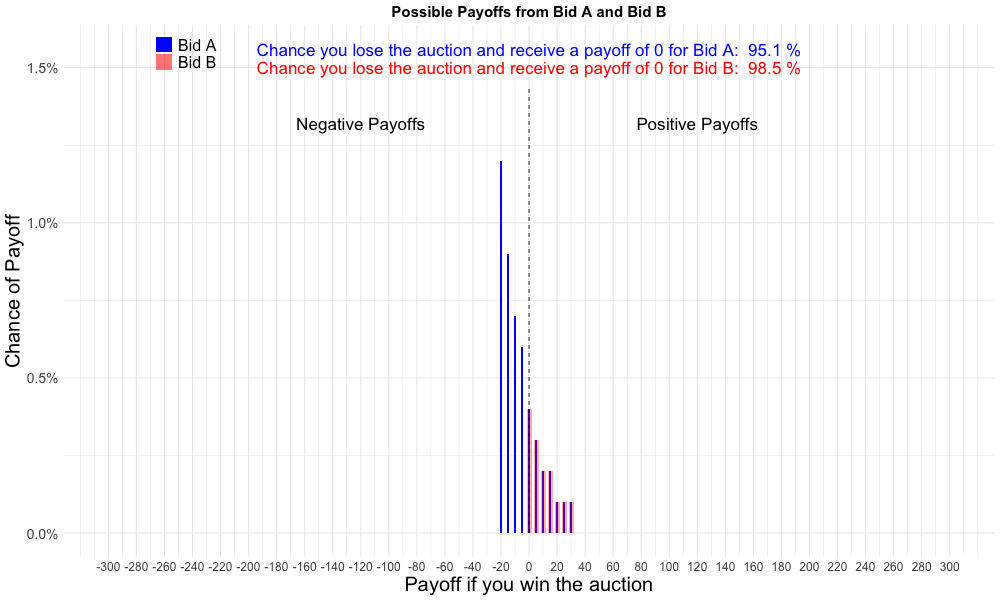 Possible Payoffs from Bid A and Bid B
Bid A
Bid B
Chance you lose the auction and receive a payoff of 0 for Bid A:  95.1 %
Chance you lose the auction and receive a payoff of 0 for Bid B:  98.5 %
Negative Payoffs
Positive Payoffs
Chance of Payoff
1.5%
1.0%
0.5%
0.0%
-300 -280 -260 -240 -220 -200 -180 -160 -140 -120 -100 -80 -60 -40 -20 0 20 40 60 80 100 120 140 160 180 200 220 240 260 280 300
Payoff if you win the auction